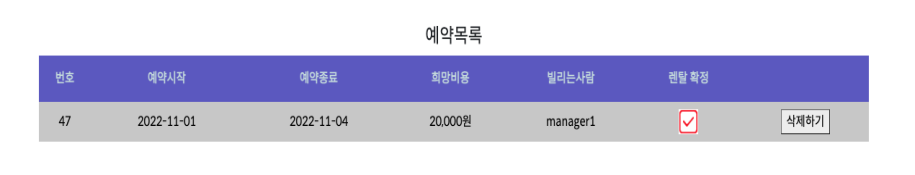 예약목록
번호 예약시작 예약종료 희망비용 빌리는사람 렌탈 확정
47 2022-11-01 2022-11-04 20,000원 manager1 삭제하기